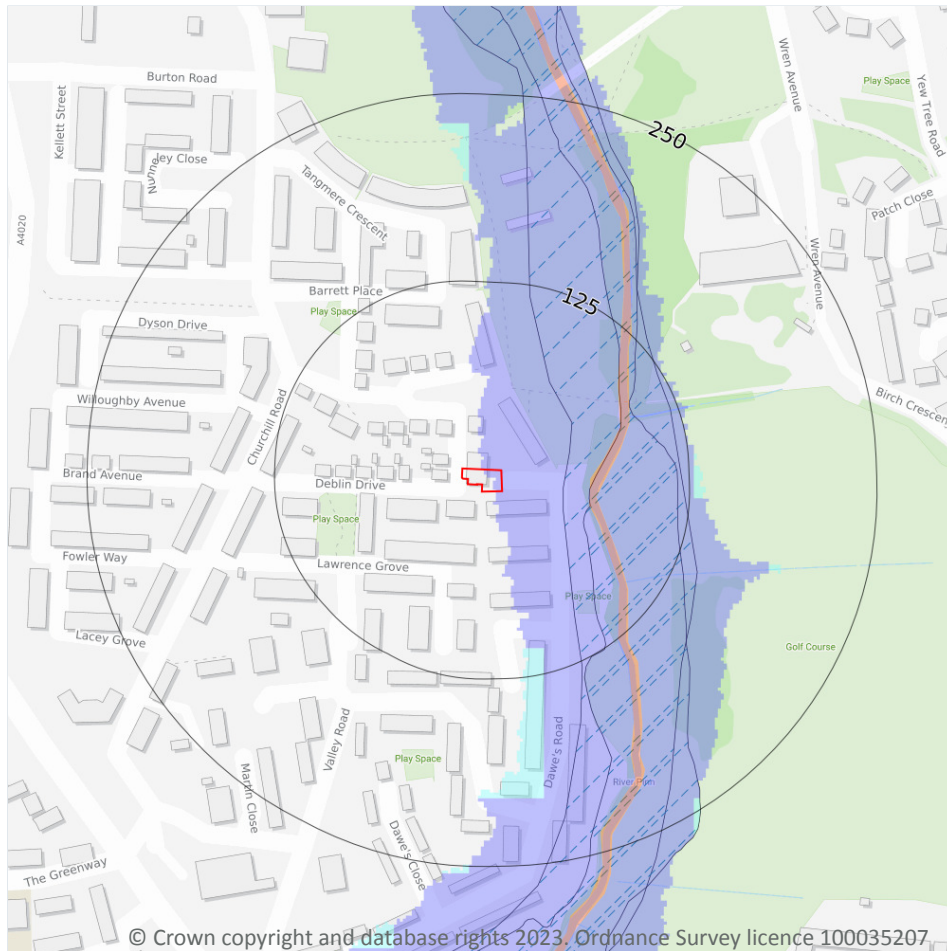 Burton Road
Kellett Street
Nunne
ley Close
A4020
Tangmere Crescent
Barrett Place
Play Space
Dyson Drive
Willoughby Avenue
Churchill Road
Brand Avenue
Deblin Drive
Play Space
Fowler Way
Lawrence Grove
Lacey Grove
Valley Road
Martin Close
Play Space
Dawe's Close
Dawe's Road
The Greenway
250
125
Wren Avenue
Play Space
Yew Tree Road
Patch Close
Wren Avenue
Birch Crescent
Play Space
Golf Course
River Pinn
© Crown copyright and database rights 2023. Ordnance Survey licence 100035207